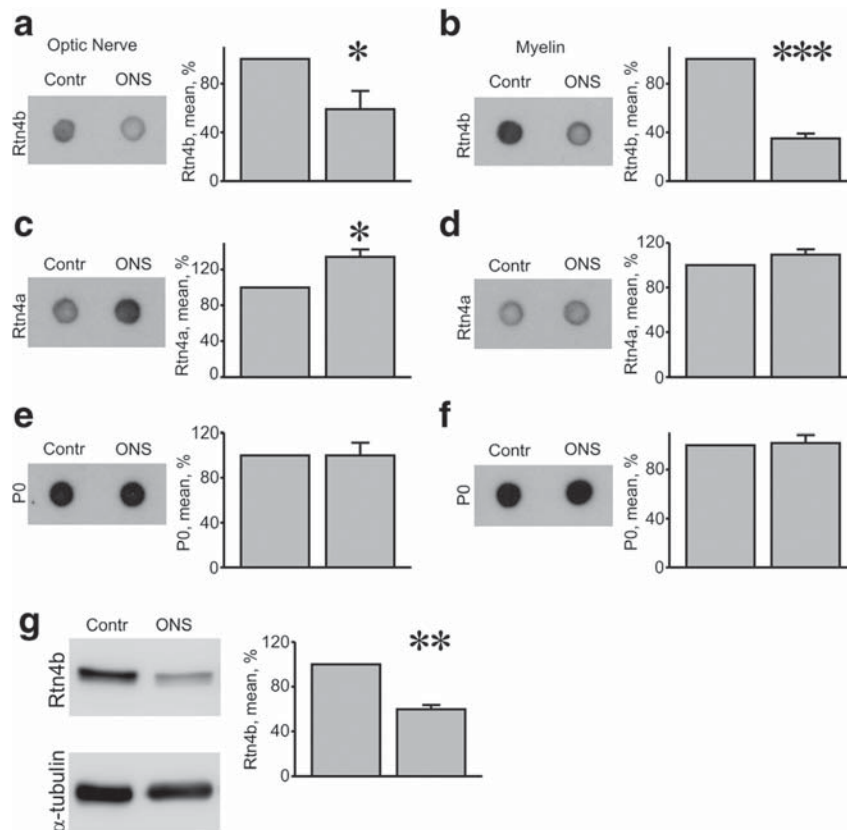 a
Optic Nerve
Contr ONS
Rtn4b
Rtn4b, mean, %
80
40
0
*
b
Myelin
Contr ONS
Rtn4b
Rtn4b, mean, %
80
40
0
***
c
Contr ONS
Rtn4a
Rtn4a, mean, %
120
80
40
0
*
d
Contr ONS
Rtn4a
Rtn4a, mean, %
120
80
40
0
e
Contr ONS
P0
P0, mean, %
120
80
40
0
f
Contr ONS
P0
P0, mean, %
80
40
0
g
Contr ONS
Rtn4b
α-tubulin
Rtn4b, mean, %
120
80
40
0
**